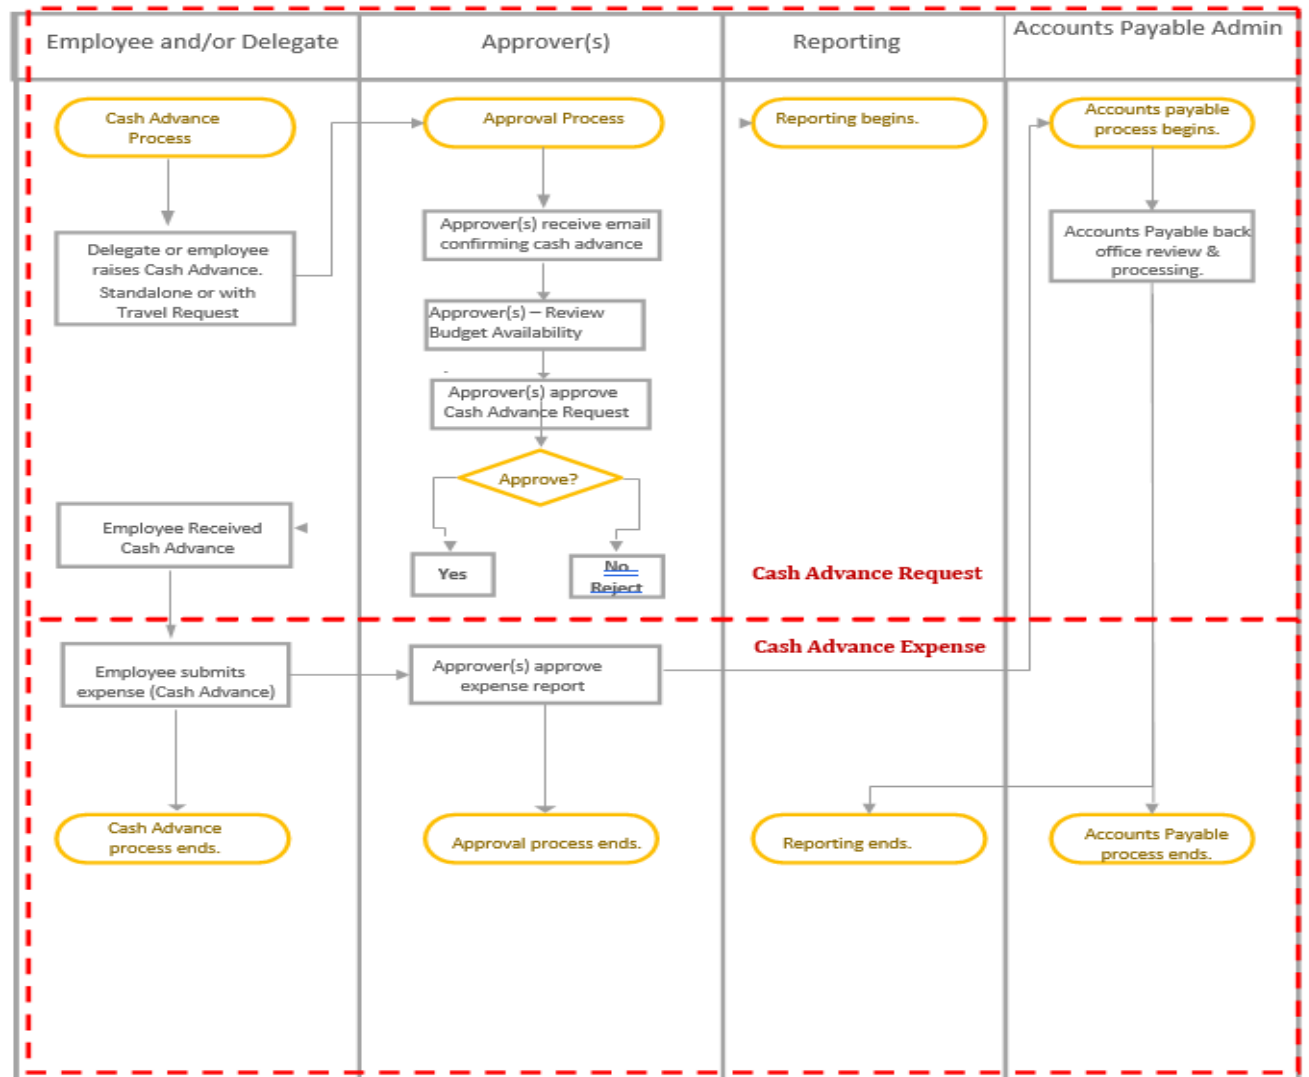 Employee and/or Delegate
Approver(s)
Reporting
Accounts Payable Admin
Cash Advance
Process
Approval Process
Reporting begins.
Accounts payable
process begins.
Delegate or employee
raises Cash Advance.
Standalone or with
Travel Request
Approver(s) receive email
confirming cash advance
Accounts Payable back
office review &
processing.
Approver(s) – Review
Budget Availability
Approver(s) approve
Cash Advance Request
Approve?
Employee Received
Cash Advance
Yes
No
Reject
Cash Advance Request
Cash Advance Expense
Employee submits
expense (Cash Advance)
Approver(s) approve
expense report
Cash Advance
process ends.
Approval process ends.
Reporting ends.
Accounts Payable
process ends.